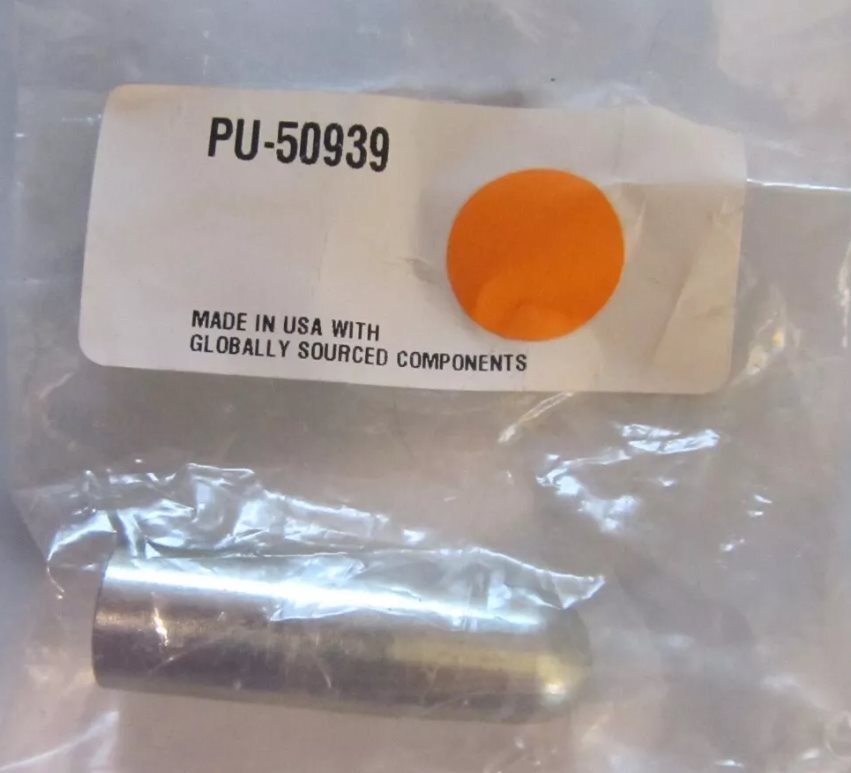 PU-50939
MADE IN USA WITH
GLOBALLY SOURCED COMPONENTS